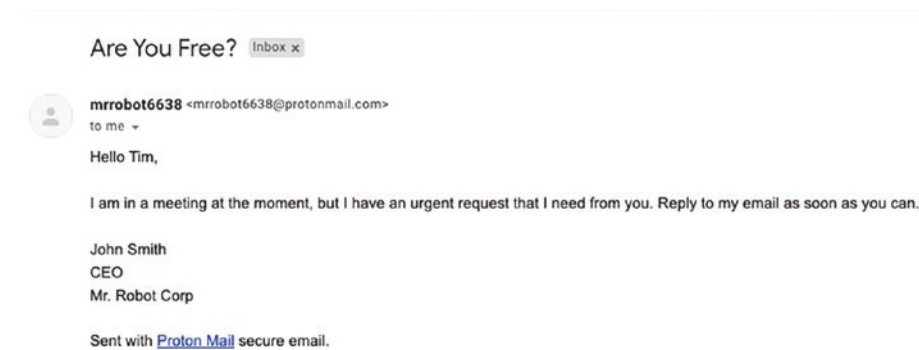 Are You Free? Inbox x
mrrobot6638 <mrrobot6638@protonmail.com>
to me
Hello Tim,
I am in a meeting at the moment, but I have an urgent request that I need from you. Reply to my email as soon as you can.
John Smith
CEO
Mr. Robot Corp
Sent with Proton Mail secure email.